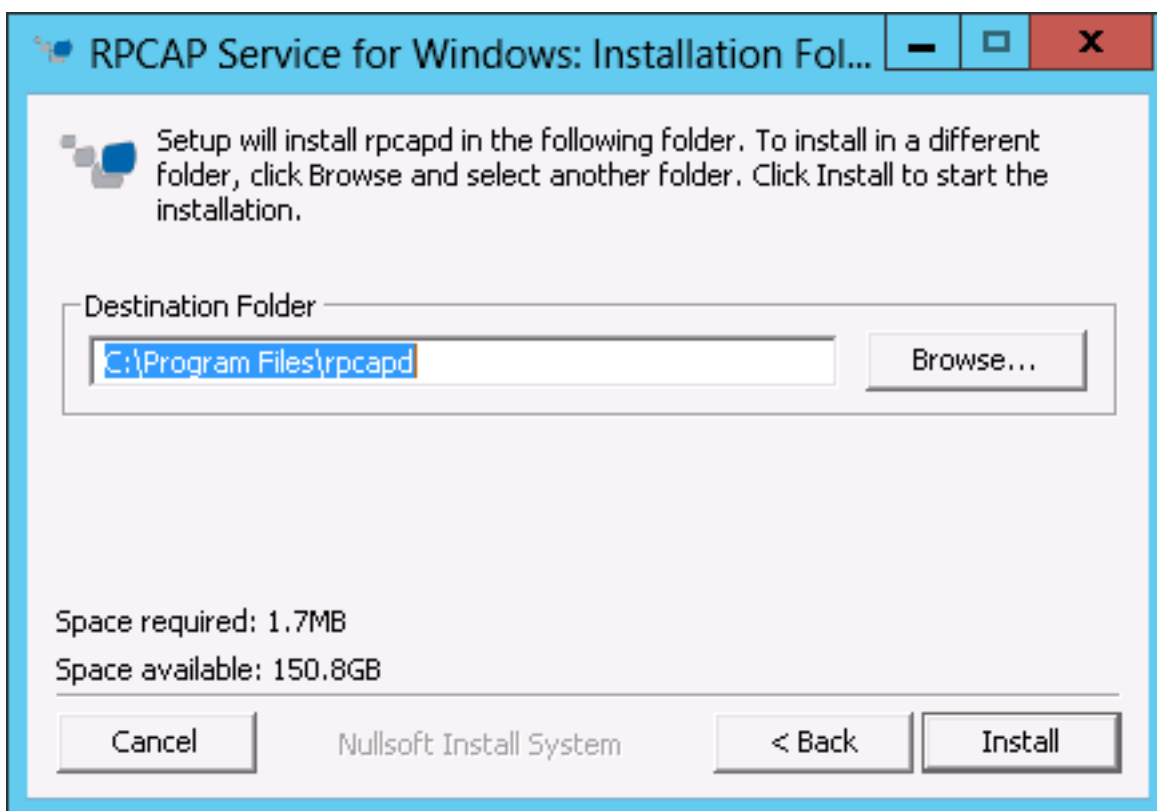 RPCAP Service for Windows: Installation Fol...
Setup will install rpcapd in the following folder. To install in a different
folder, click Browse and select another folder. Click Install to start the
installation.
Destination Folder
C:\Program Files\rpcapd
Browse...
Space required: 1.7MB
Space available: 150.8GB
Cancel
Nullsoft Install System
< Back
Install